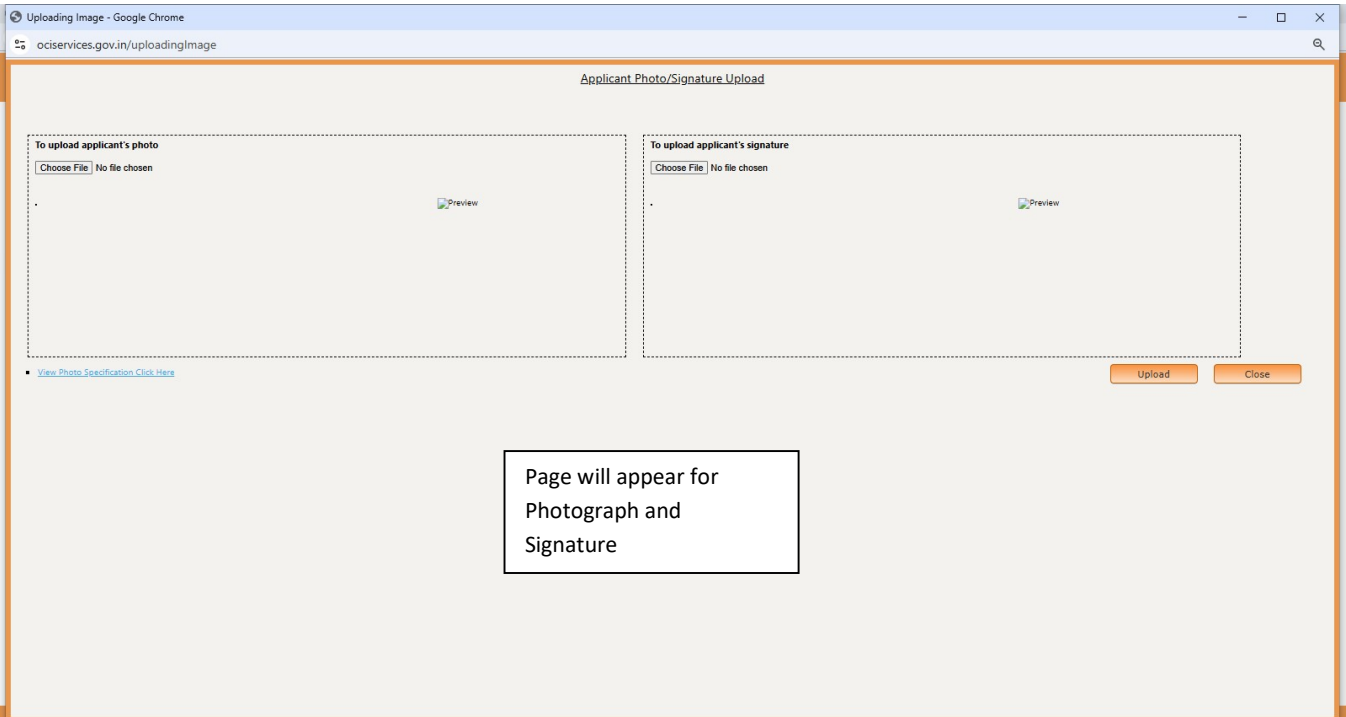 Uploading Image - Google Chrome
ociservices.gov.in/uploadingImage
Applicant Photo/Signature Upload
To upload applicant's photo
Choose File No file chosen
Preview
To upload applicant's signature
Choose File No file chosen
Preview
View Photo Specification Click Here
Upload
Close
Page will appear for
Photograph and
Signature